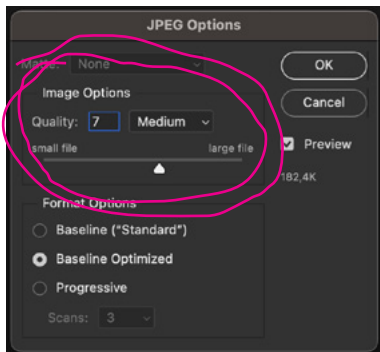 JPEG Options
Matte: None
OK
Image Options
Cancel
Quality: 7 Medium
small file large file
Preview
182,4K
Format Options
Baseline ("Standard")
Baseline Optimized
Progressive
Scans: 3